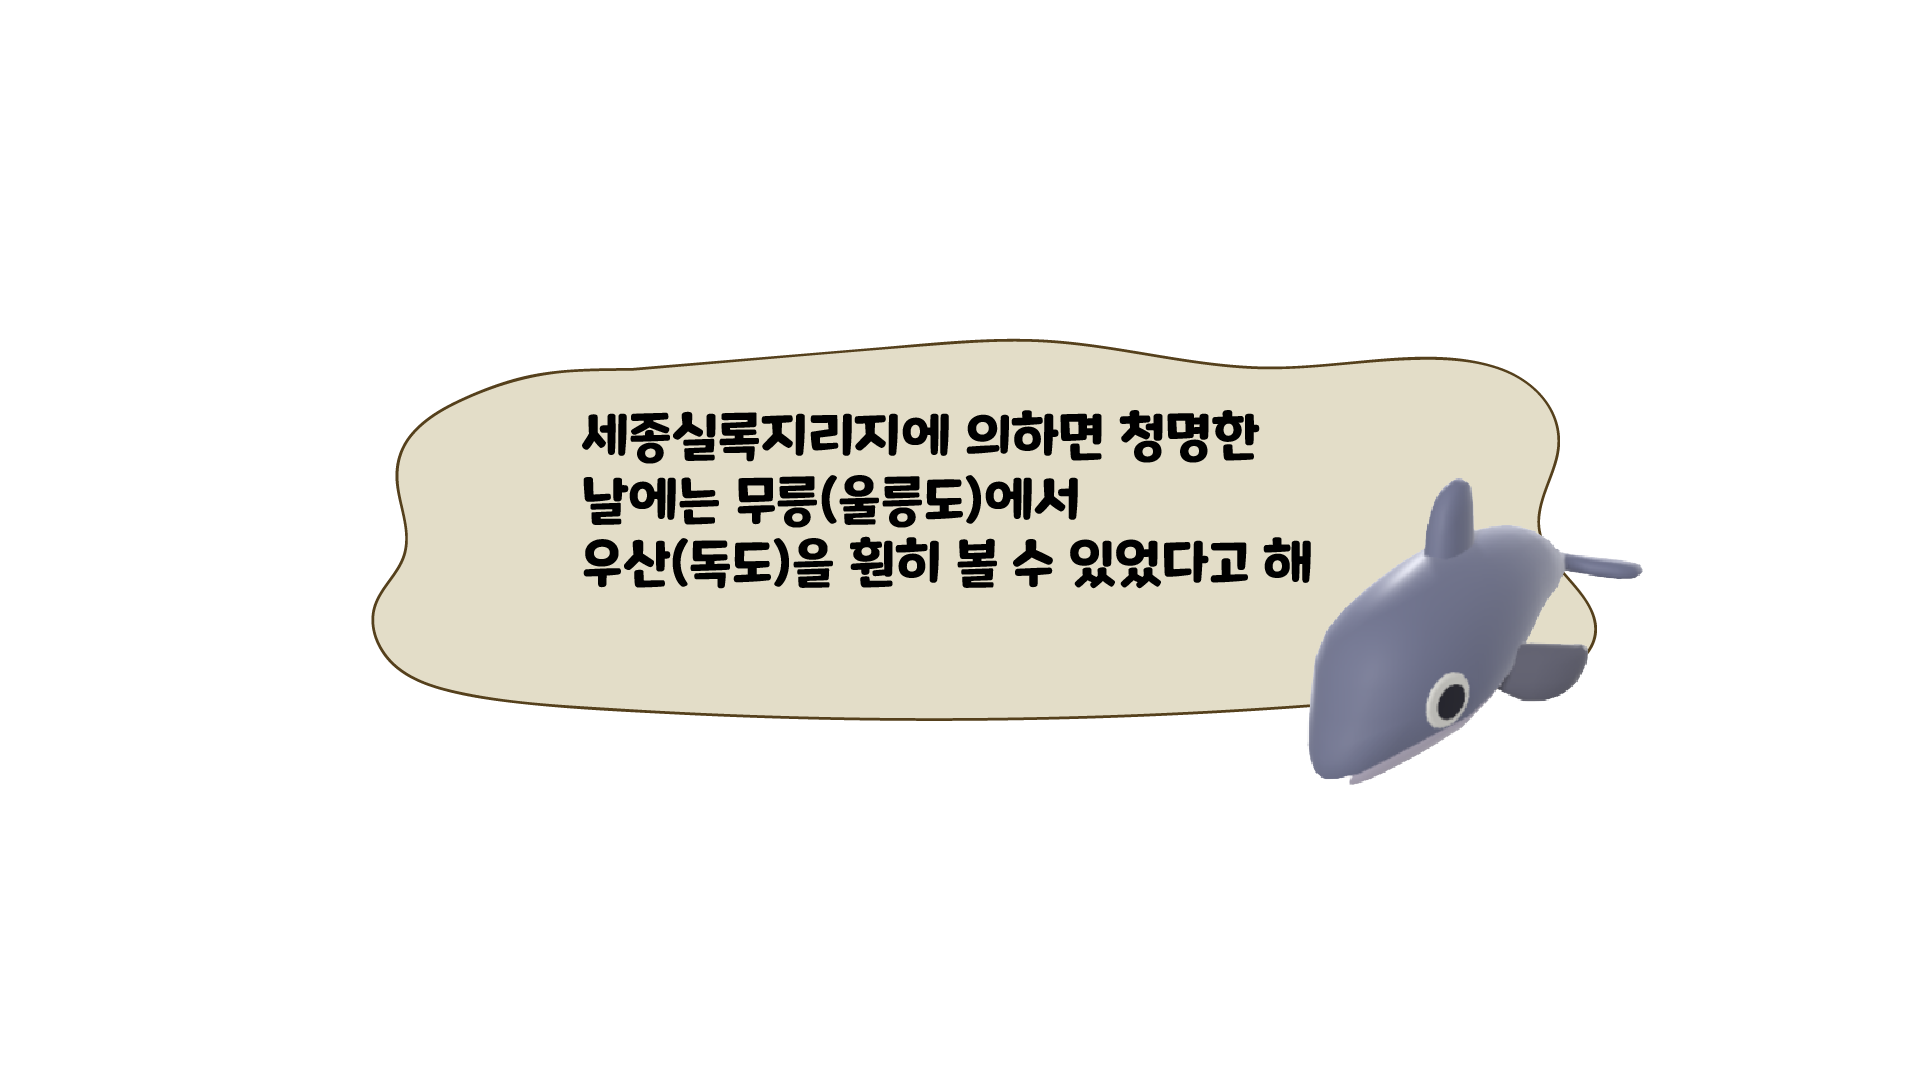 세종실록지리지에 의하면 청명한
날에는 무릉(울릉도)에서
우산(독도)을 훤히 볼 수 있었다고 해